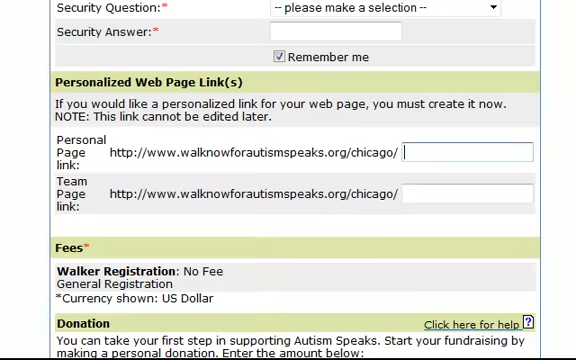 Security Question:* -- please make a selection --
Security Answer:*
Remember me
Personalized Web Page Link(s)
If you would like a personalized link for your web page, you must create it now.
NOTE: This link cannot be edited later.
Personal
Page http://www.walknowforautismspeaks.org/chicago/
link:
Team
Page http://www.walknowforautismspeaks.org/chicago/
link:
Fees*
Walker Registration: No Fee
General Registration
*Currency shown: US Dollar
Donation Click here for help ?
You can take your first step in supporting Autism Speaks. Start your fundraising by
making a personal donation. Enter the amount below: